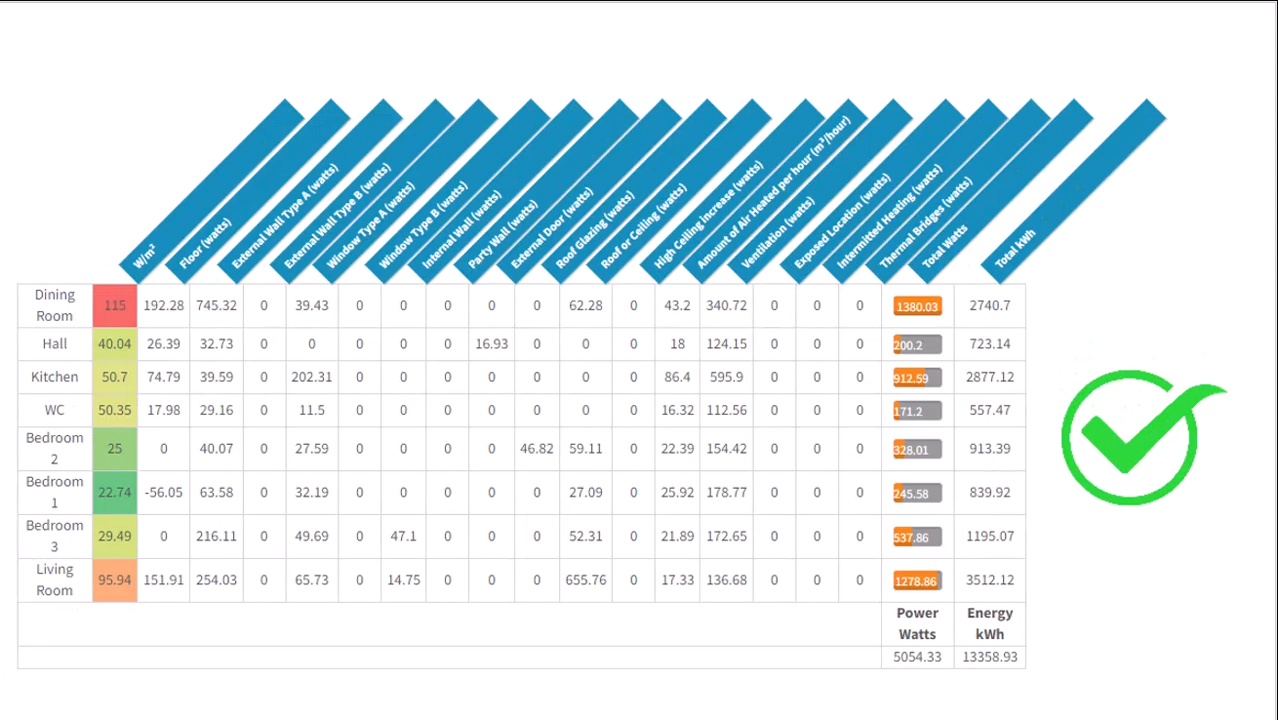 W/m²
Floor (watts)
External Wall Type A (watts)
External Wall Type B (watts)
Window Type A (watts)
Window Type B (watts)
Internal Wall (watts)
Party Wall (watts)
External Door (watts)
Roof Glazing (watts)
Roof or Ceiling (watts)
High Ceiling increase (watts)
Amount of Air Heated per hour (m³/hour)
Ventilation (watts)
Exposed Location (watts)
Intermitted Heating (watts)
Thermal Bridges (watts)
Total Watts
Total kWh
Dining Room 115 192.28 745.32 0 39.43 0 0 0 0 62.28 0 43.2 340.72 0 0 0 1380.03 2740.7
Hall 40.04 26.39 32.73 0 0 0 0 0 16.93 0 0 18 124.15 0 0 0 200.2 723.14
Kitchen 50.7 74.79 39.59 0 202.31 0 0 0 0 0 0 86.4 595.9 0 0 0 912.59 2877.12
WC 50.35 17.98 29.16 0 11.5 0 0 0 0 0 0 16.32 112.56 0 0 0 171.2 557.47
Bedroom 2 25 0 40.07 0 27.59 0 0 0 46.82 59.11 0 22.39 154.42 0 0 0 328.01 913.39
Bedroom 1 22.74 -56.05 63.58 0 32.19 0 0 0 0 27.09 0 25.92 178.77 0 0 0 245.58 839.92
Bedroom 3 29.49 0 216.11 0 49.69 0 47.1 0 0 52.31 0 21.89 172.65 0 0 0 537.86 1195.07
Living Room 95.94 151.91 254.03 0 65.73 0 14.75 0 0 0 655.76 0 17.33 136.68 0 0 0 1278.86 3512.12
Power Watts Energy kWh
5054.33 13358.93